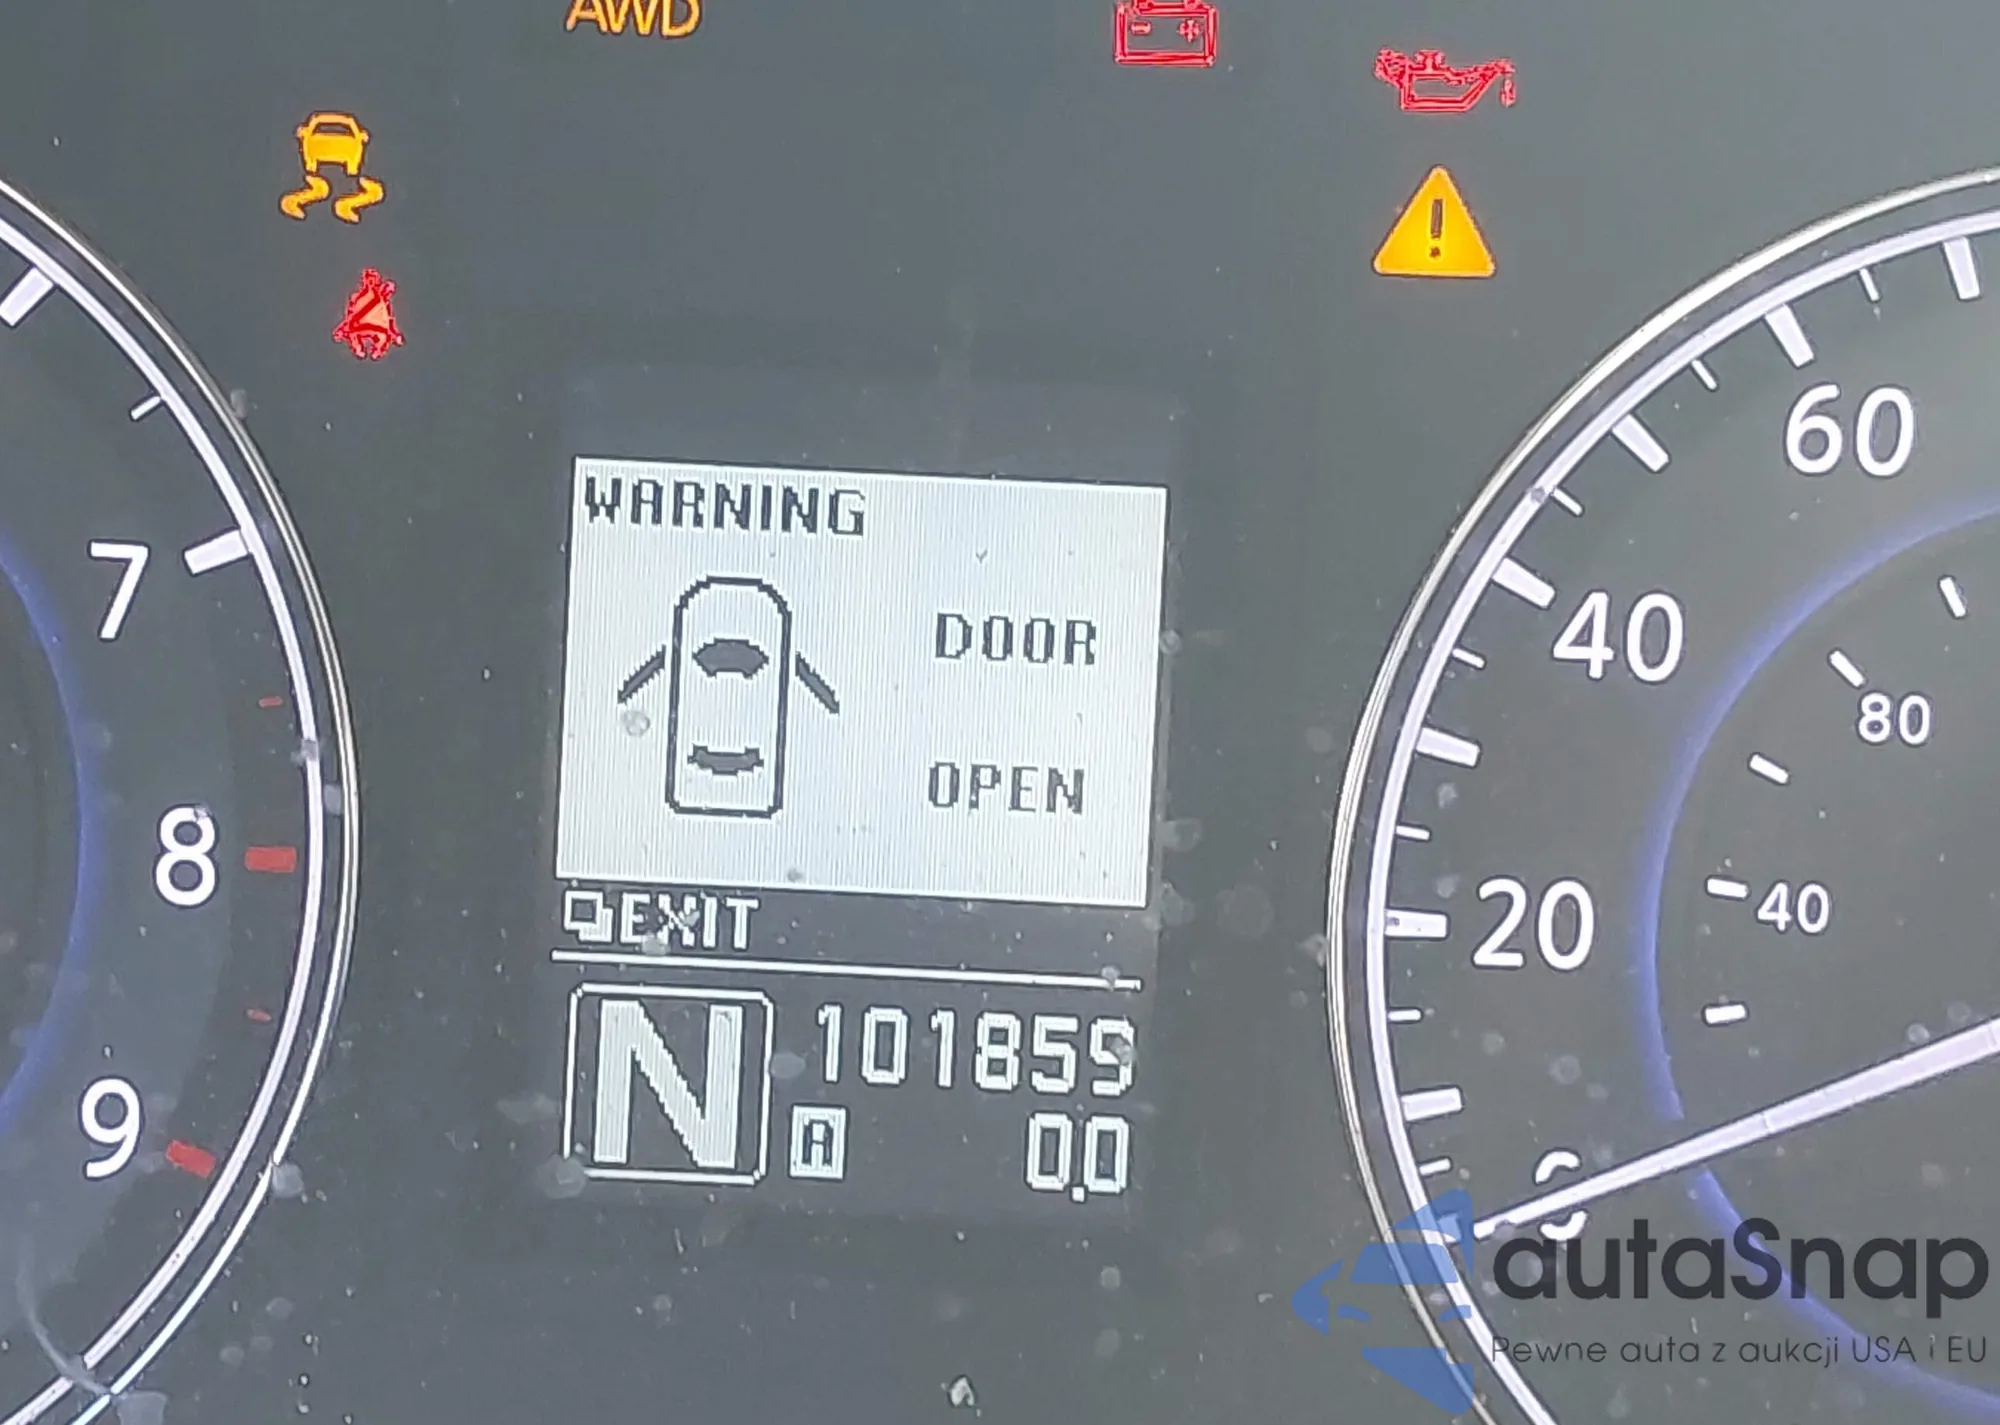 AWD
WARNING
DOOR
OPEN
EXIT
N
101859
A
0.0
7
8
9
60
40
20
0
80
40
autaSnap
Pewne auta z aukcji USA i EU